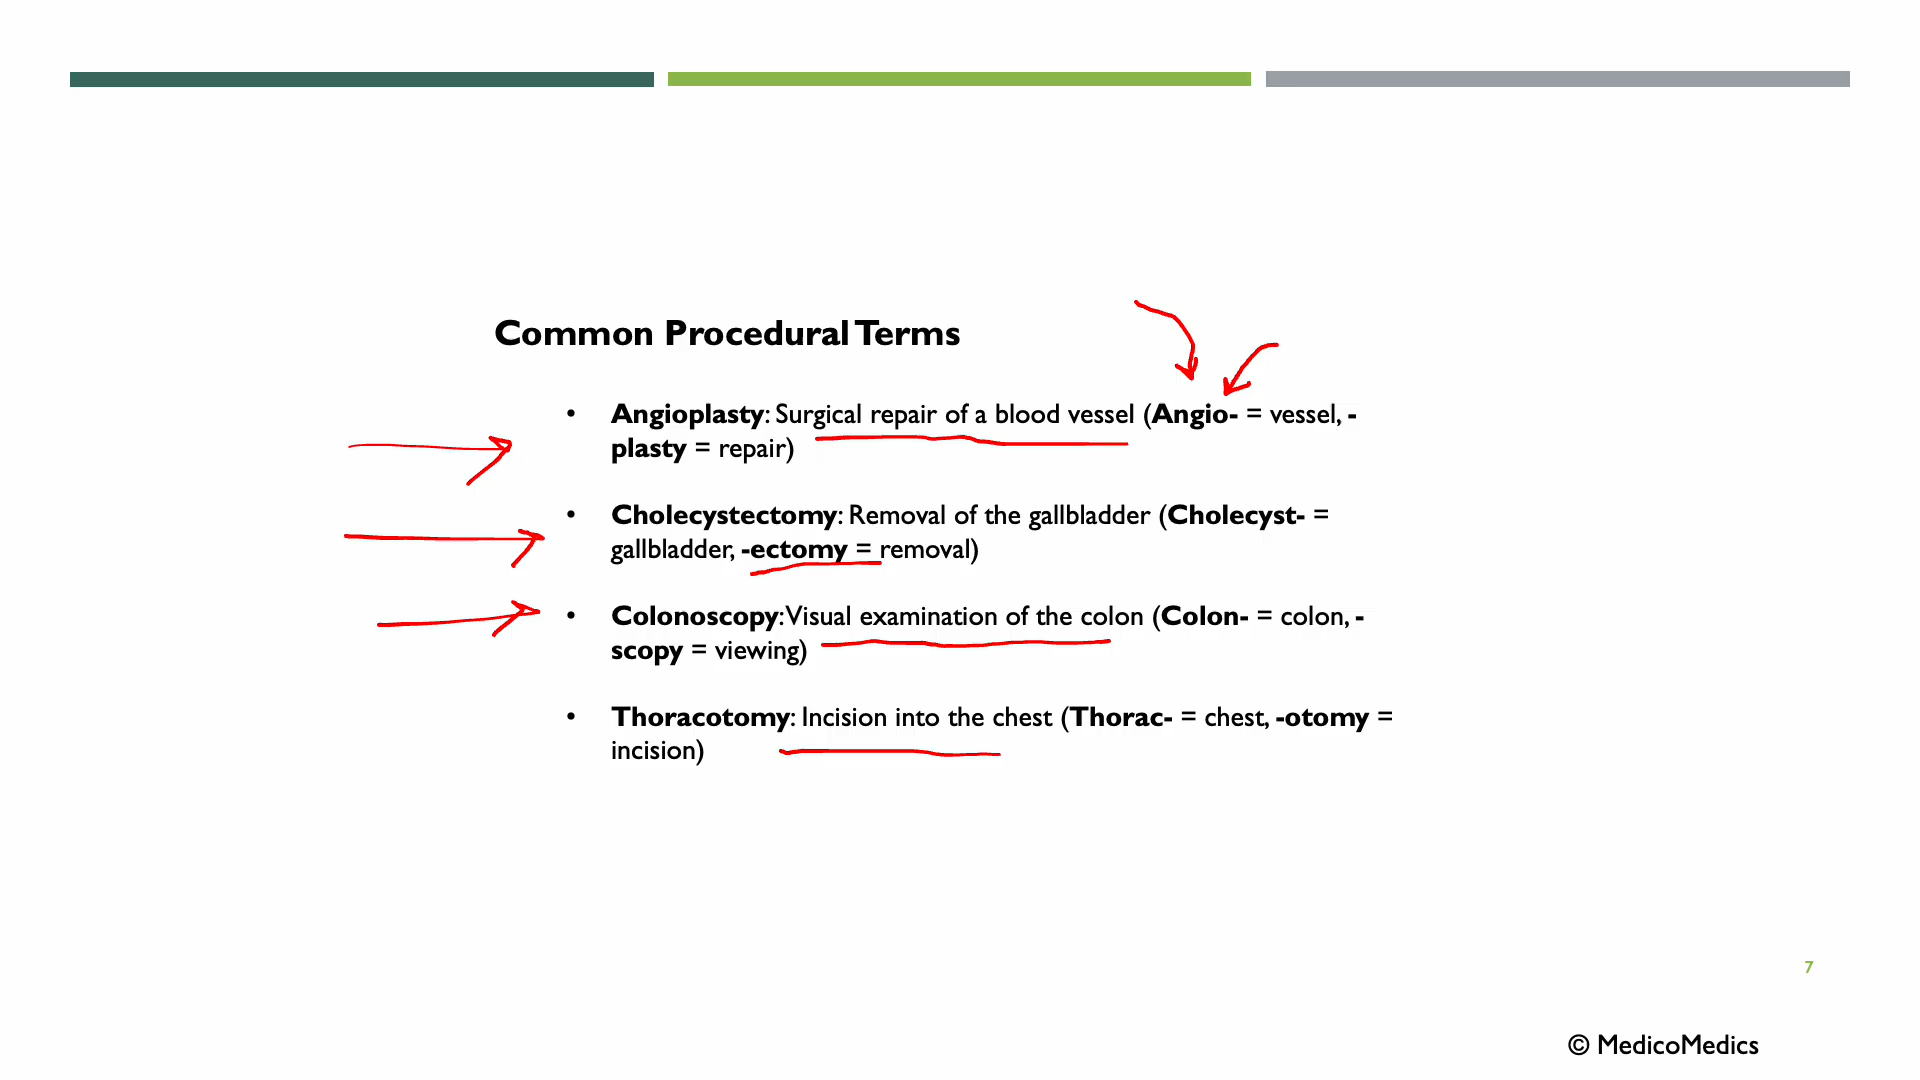 Common Procedural Terms
• Angioplasty: Surgical repair of a blood vessel (Angio- = vessel, -
plasty = repair)
• Cholecystectomy: Removal of the gallbladder (Cholecyst- =
gallbladder, -ectomy = removal)
• Colonoscopy: Visual examination of the colon (Colon- = colon, -
scopy = viewing)
• Thoracotomy: Incision into the chest (Thorac- = chest, -otomy =
incision)
7
© MedicoMedics